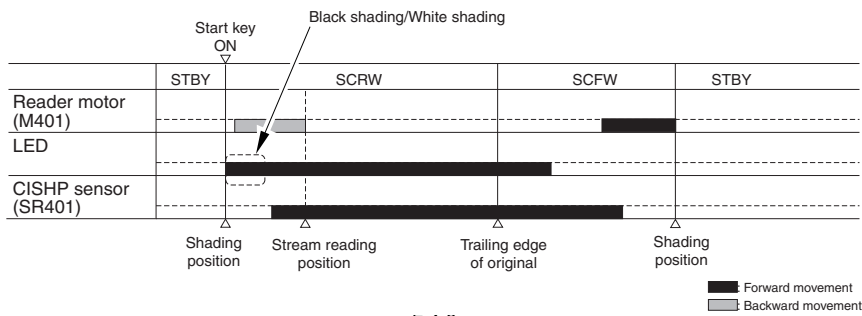 Black shading/White shading
Start key
ON
STBY SCRW SCFW STBY
Reader motor
(M401)
LED
CISHP sensor
(SR401)
Shading
position
Stream reading
position
Trailing edge
of original
Shading
position
: Forward movement
: Backward movement